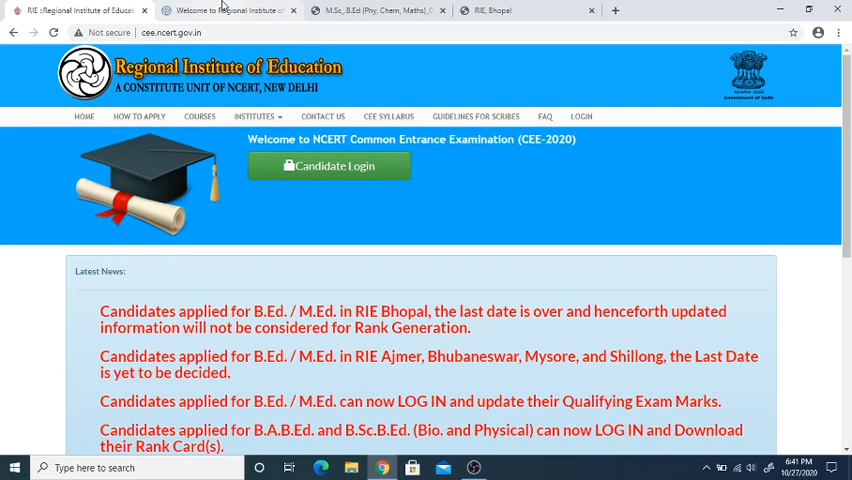 RIE ::Regional Institute of Educat
Welcome to Regional Institute of
M.Sc,.Ed (Phy, Chem, Maths)
RIE, Bhopal
Not secure | cee.ncert.gov.in
Regional Institute of Education
A CONSTITUTE UNIT OF NCERT, NEW DELHI
Government of India
HOME HOW TO APPLY COURSES INSTITUTES CONTACT US CEE SYLLABUS GUIDELINES FOR SCRIBES FAQ LOGIN
Welcome to NCERT Common Entrance Examination (CEE-2020)
Candidate Login
Latest News:
Candidates applied for B.Ed. / M.Ed. in RIE Bhopal, the last date is over and henceforth updated
information will not be considered for Rank Generation.
Candidates applied for B.Ed. / M.Ed. in RIE Ajmer, Bhubaneswar, Mysore, and Shillong, the Last Date
is yet to be decided.
Candidates applied for B.Ed. / M.Ed. can now LOG IN and update their Qualifying Exam Marks.
Candidates applied for B.A.B.Ed. and B.Sc.B.Ed. (Bio. and Physical) can now LOG IN and Download
their Rank Card(s).
Type here to search
6:41 PM
10/27/2020